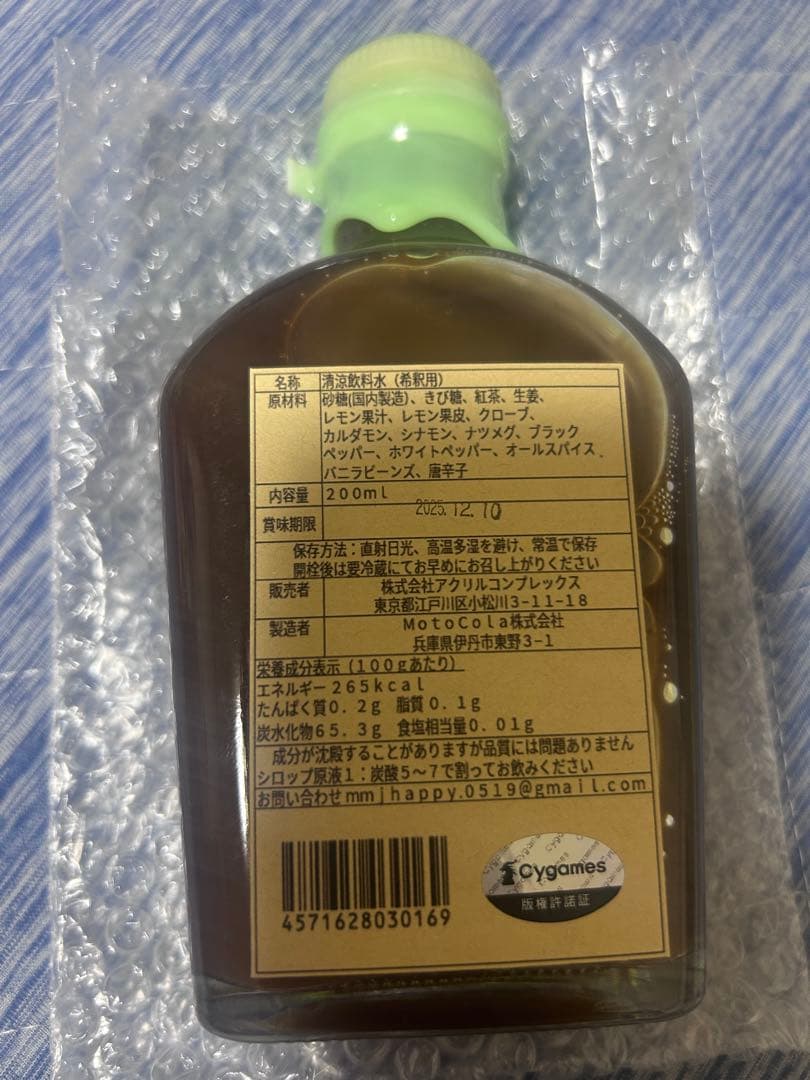 名称 清涼飲料水（希釈用）
原材料 砂糖(国内製造)、きび糖、紅茶、生姜、
レモン果汁、レモン果皮、クローブ、
カルダモン、シナモン、ナツメグ、ブラック
ペッパー、ホワイトペッパー、オールスパイス、
バニラビーンズ、唐辛子
内容量 200ml
賞味期限 2025.12.10
保存方法：直射日光、高温多湿を避け、常温で保存
開栓後は要冷蔵にてお早めにお召し上がりください
販売者 株式会社アクリルコンプレックス
東京都江戸川区小松川3-11-18
製造者 MotoCola株式会社
兵庫県伊丹市東野3-1
栄養成分表示（100gあたり）
エネルギー265kcal
たんぱく質0.2g 脂質0.1g
炭水化物65.3g 食塩相当量0.01g
成分が沈殿することがありますが品質には問題ありません
シロップ原液1：炭酸5～7で割ってお飲みください
お問い合わせmmjhappy.0519@gmail.com
4571628030169
Cygames
版権許諾証